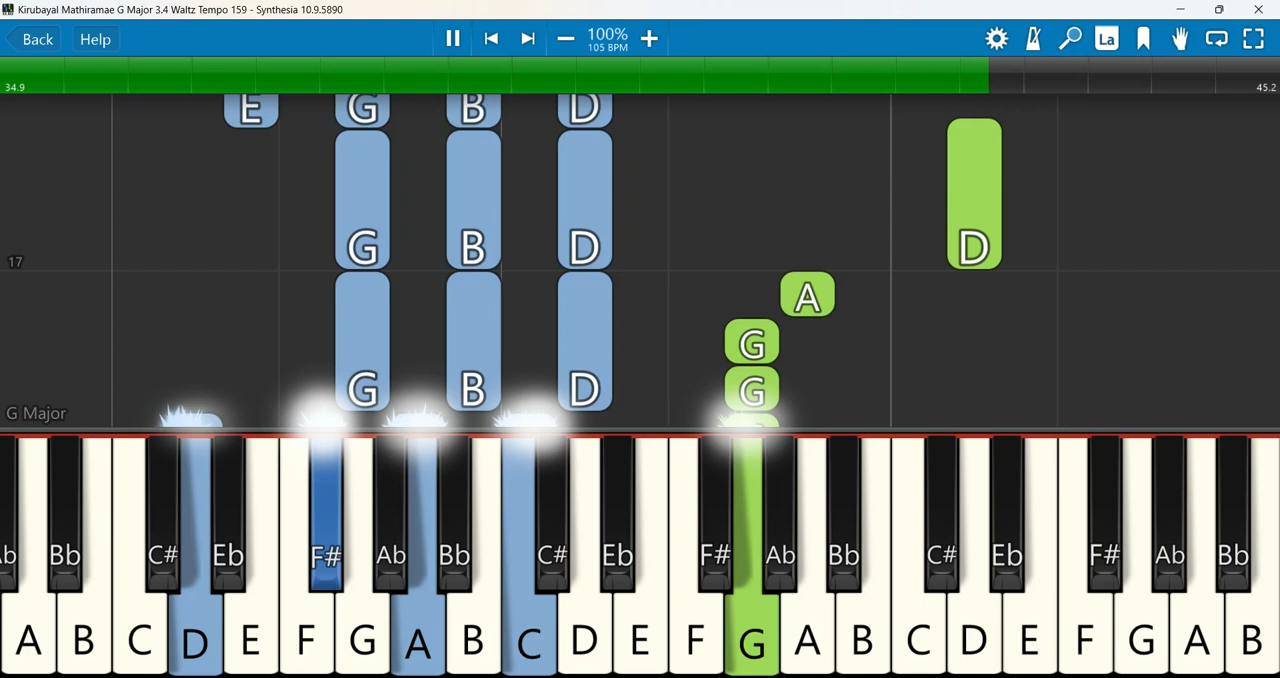 Kirubayal Mathiramae G Major 3.4 Waltz Tempo 159 - Synthesia 10.9.5890
Back Help 100% La
105 BPM
34.9 45.2
E G B D
G B D D
17
A
G
G B D G
G Major
Ab Bb C# Eb F# Ab Bb C# Eb F# Ab Bb C# Eb F# Ab Bb
A B C D E F G A B C D E F G A B C D E F G A B